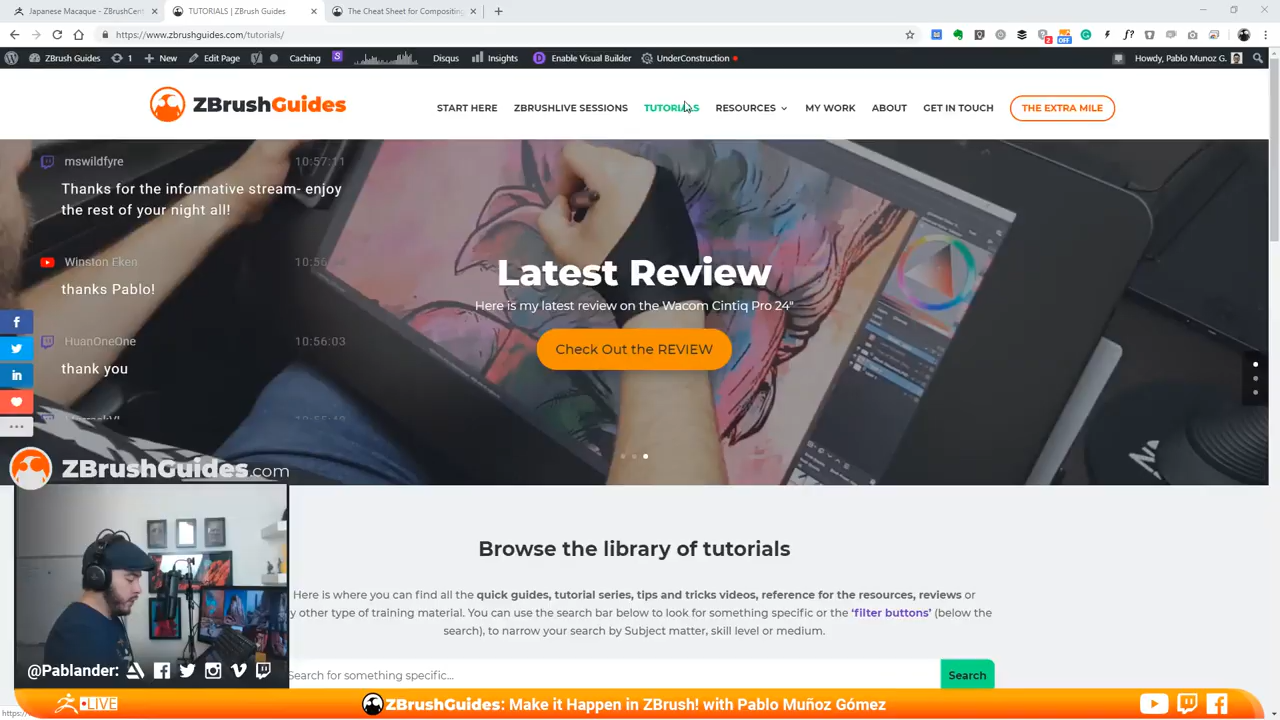 Japanese Macaque - ZBrushCent
TUTORIALS | ZBrush Guides
The Cheat Sheet for Compositing
https://www.zbrushguides.com/tutorials/
ZBrush Guides
1
New
Edit Page
Caching
Disqus
Insights
Enable Visual Builder
UnderConstruction
Howdy, Pablo Munoz G.
ZBrushGuides
START HERE
ZBRUSHLIVE SESSIONS
TUTORIALS
RESOURCES
MY WORK
ABOUT
GET IN TOUCH
THE EXTRA MILE
mswildfyre 10:57:11
Thanks for the informative stream- enjoy
the rest of your night all!
Winston Eken
thanks Pablo!
HuanOneOne 10:56:03
thank you
Latest Review
Here is my latest review on the Wacom Cintiq Pro 24"
Check Out the REVIEW
ZBrushGuides.com
Browse the library of tutorials
Here is where you can find all the quick guides, tutorial series, tips and tricks videos, reference for the resources, reviews or
y other type of training material. You can use the search bar below to look for something specific or the 'filter buttons' (below the
search), to narrow your search by Subject matter, skill level or medium.
Search for something specific...
Search
@Pablander:
LIVE
ZBrushGuides: Make it Happen in ZBrush! with Pablo Muñoz Gómez